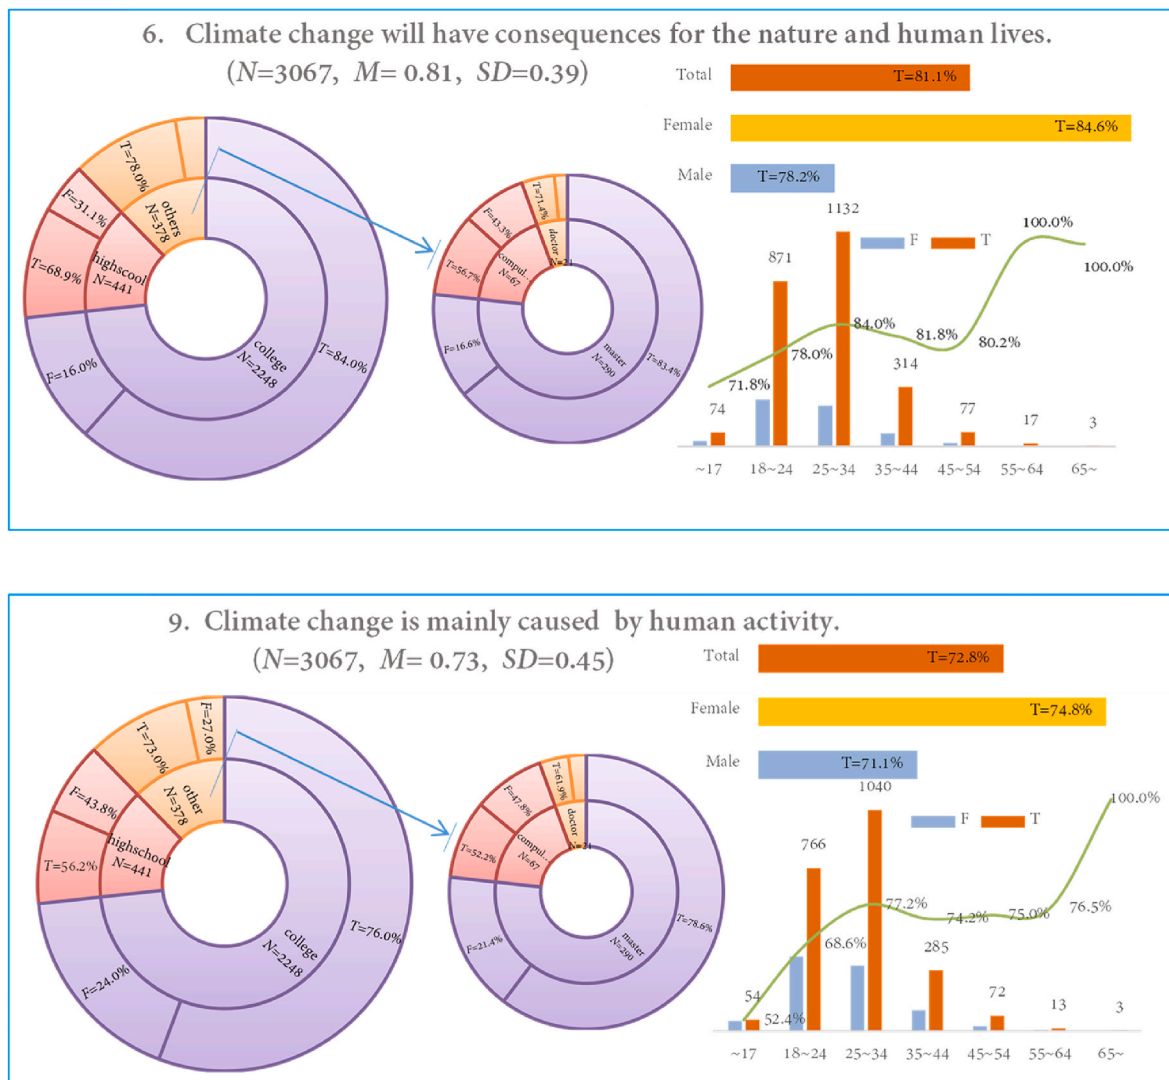 6. Climate change will have consequences for the nature and human lives.
(N=3067, M= 0.81, SD=0.39)
Total
T=81.1%
Female
T=84.6%
Male
T=78.2%
T=78.0%
others
N=378
F=31.1%
highscool
N=441
T=68.9%
F=16.0%
college
N=2248
T=84.0%
T=71.4%
doctor
N=21
F=43.3%
compul...
N=67
T=56.7%
F=16.6%
master
N=290
T=83.4%
F
T
1132
871
74
314
77
17
3
71.8%
78.0%
84.0%
81.8%
80.2%
100.0%
100.0%
~17
18~24
25~34
35~44
45~54
55~64
65~
9. Climate change is mainly caused by human activity.
(N=3067, M= 0.73, SD=0.45)
Total
T=72.8%
Female
T=74.8%
Male
T=71.1%
F=27.0%
T=73.0%
other
N=378
F=43.8%
highschool
N=441
T=56.2%
F=24.0%
college
N=2248
T=76.0%
T=61.9%
doctor
N=21
F=47.8%
compul...
N=67
T=52.2%
F=21.4%
master
N=290
T=78.6%
F
T
1040
766
54
285
72
13
3
52.4%
68.6%
77.2%
74.2%
75.0%
76.5%
100.0%
~17
18~24
25~34
35~44
45~54
55~64
65~